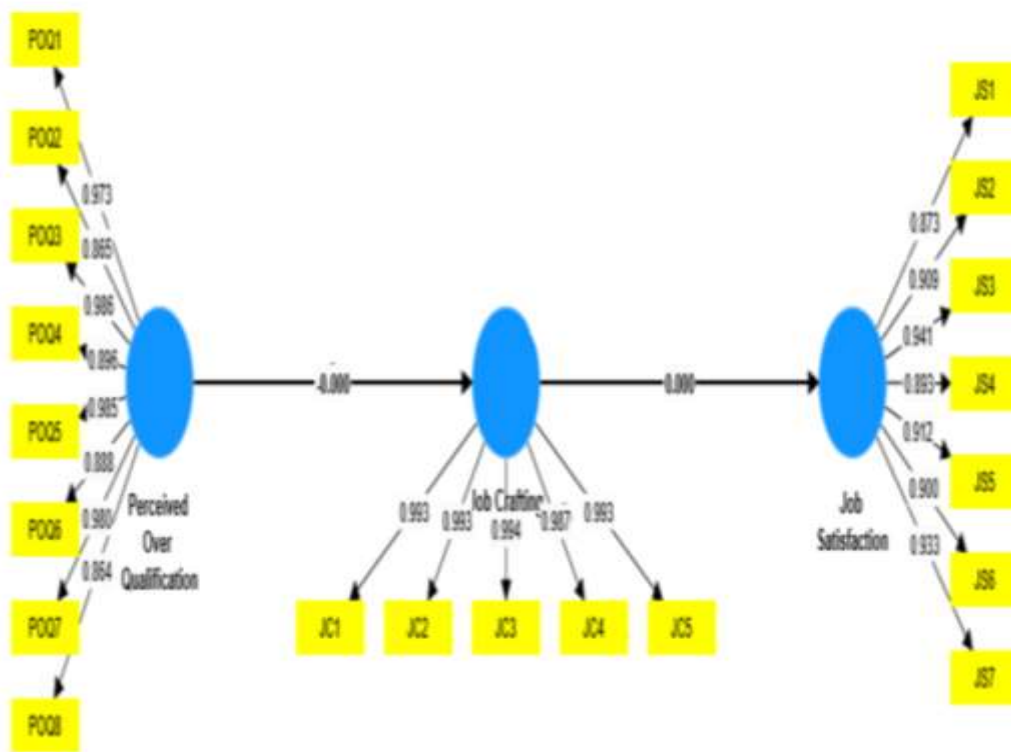 POQ1
POQ2
POQ3
POQ4
POQ5
POQ6
POQ7
POQ8
0.973
0.865
0.986
0.896
0.985
0.888
0.980
0.864
Perceived
Over
Qualification
-0.000
Job Crafting
0.993
0.993
0.994
0.987
0.993
JC1
JC2
JC3
JC4
JC5
0.000
Job
Satisfaction
0.873
0.909
0.941
0.893
0.912
0.900
0.933
JS1
JS2
JS3
JS4
JS5
JS6
JS7